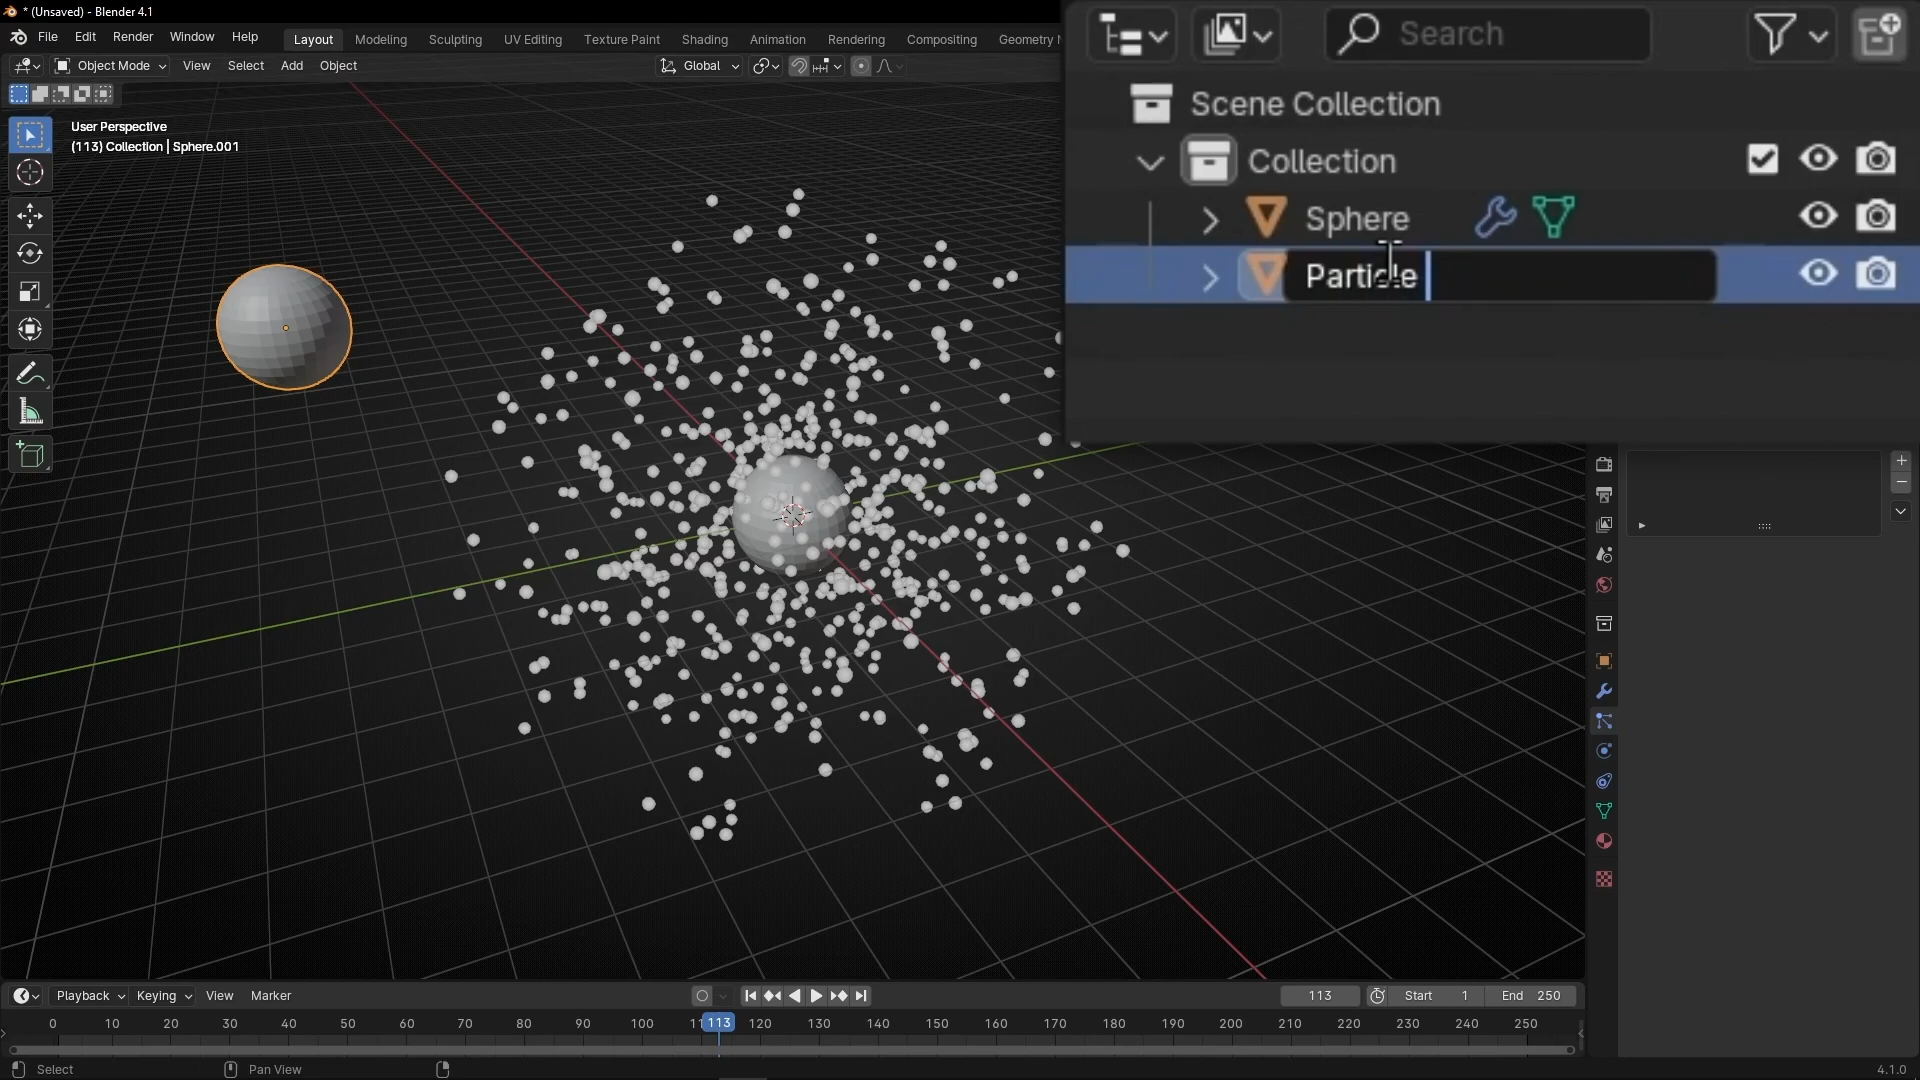 * (Unsaved) - Blender 4.1
File Edit Render Window Help
Layout Modeling Sculpting UV Editing Texture Paint Shading Animation Rendering Compositing Geometry
Object Mode View Select Add Object Global
User Perspective
(113) Collection | Sphere.001
Search
Scene Collection
Collection
Sphere
Particle
Playback Keying View Marker
113 Start 1 End 250
0 10 20 30 40 50 60 70 80 90 100 113 120 130 140 150 160 170 180 190 200 210 220 230 240 250
Select Pan View 4.1.0